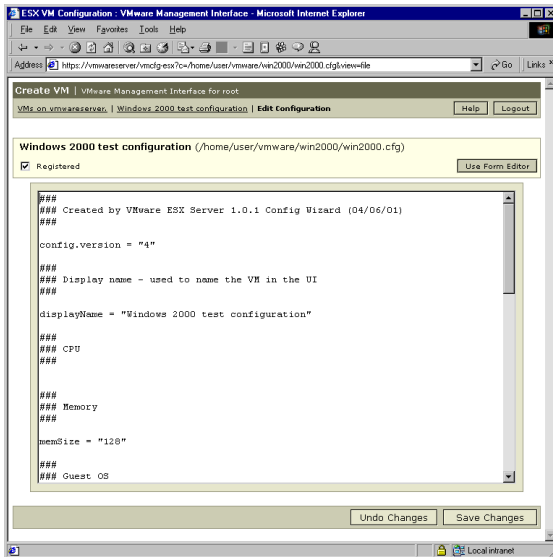 ESX VM Configuration : VMware Management Interface - Microsoft Internet Explorer
File Edit View Favorites Tools Help
Address https://vmwareserver/vmcfg-esx?c=/home/user/vmware/win2000/win2000.cfg&view=file Go Links »
Create VM | VMware Management Interface for root
VMs on vmwareserver. | Windows 2000 test configuration | Edit Configuration Help Logout
Windows 2000 test configuration (/home/user/vmware/win2000/win2000.cfg)
Registered Use Form Editor
###
### Created by VMware ESX Server 1.0.1 Config Wizard (04/06/01)
###
config.version = "4"
###
### Display name - used to name the VM in the UI
###
displayName = "Windows 2000 test configuration"
###
### CPU
###
###
### Memory
###
memSize = "128"
###
### Guest OS
Undo Changes Save Changes
Local intranet